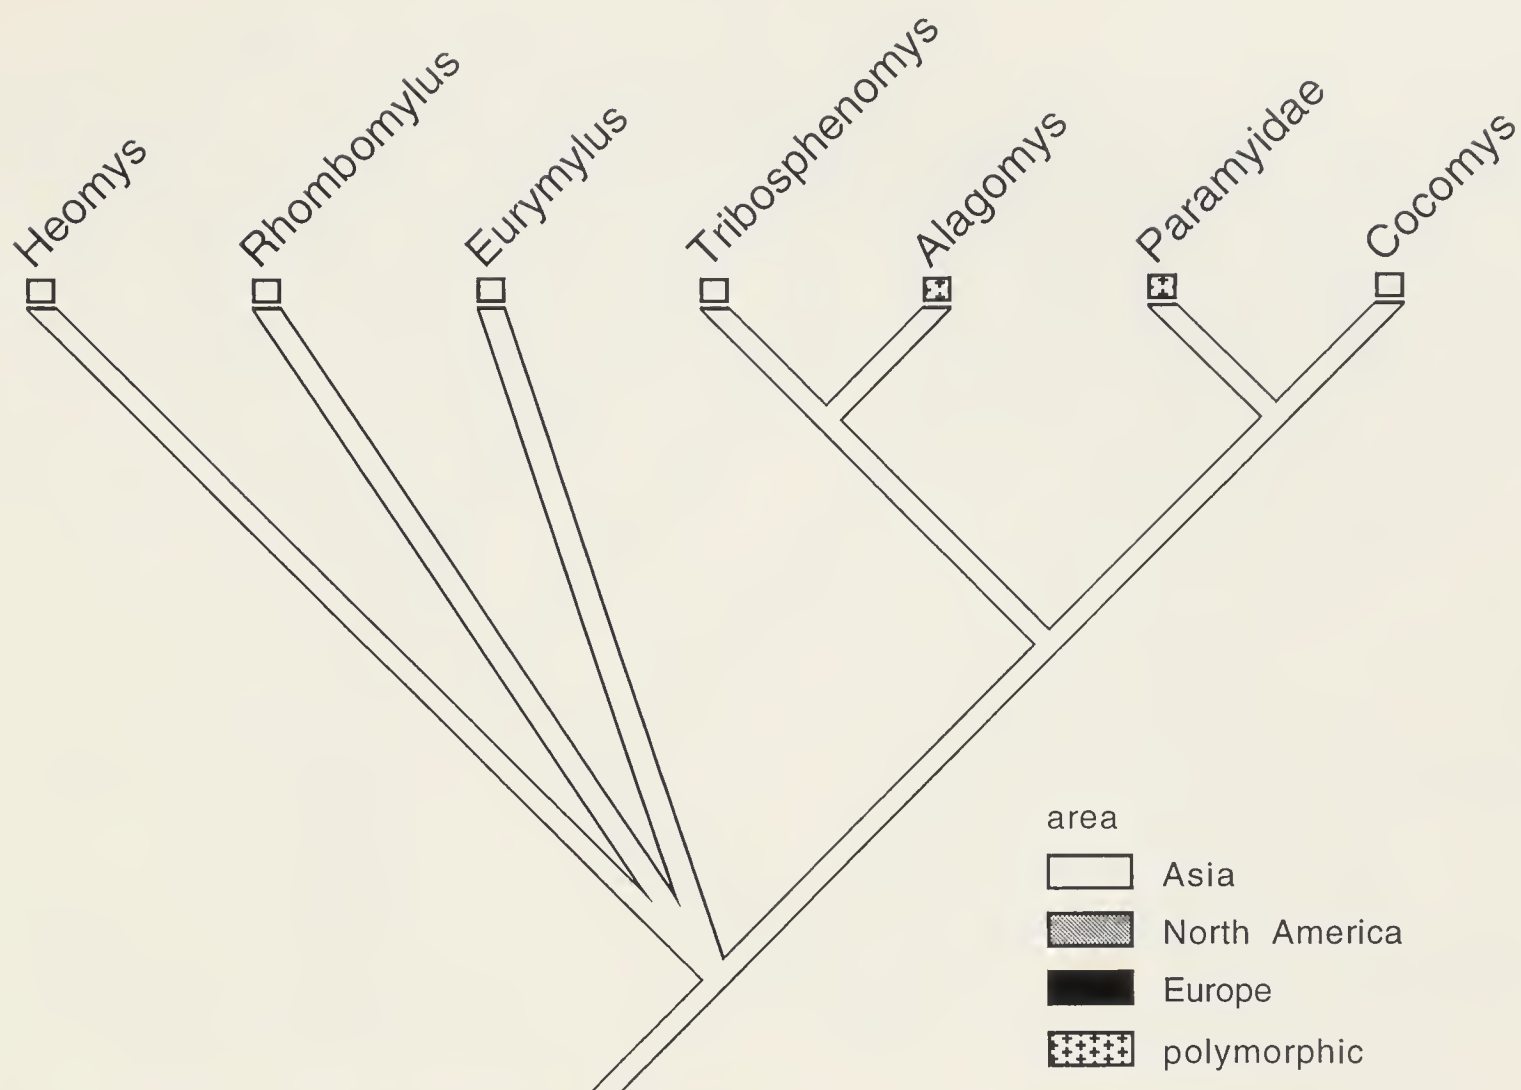 Heomys
Rhombomylus
Eurymylus
Tribosphenomys
Alagomys
Paramyidae
Cocomys
area
Asia
North America
Europe
polymorphic